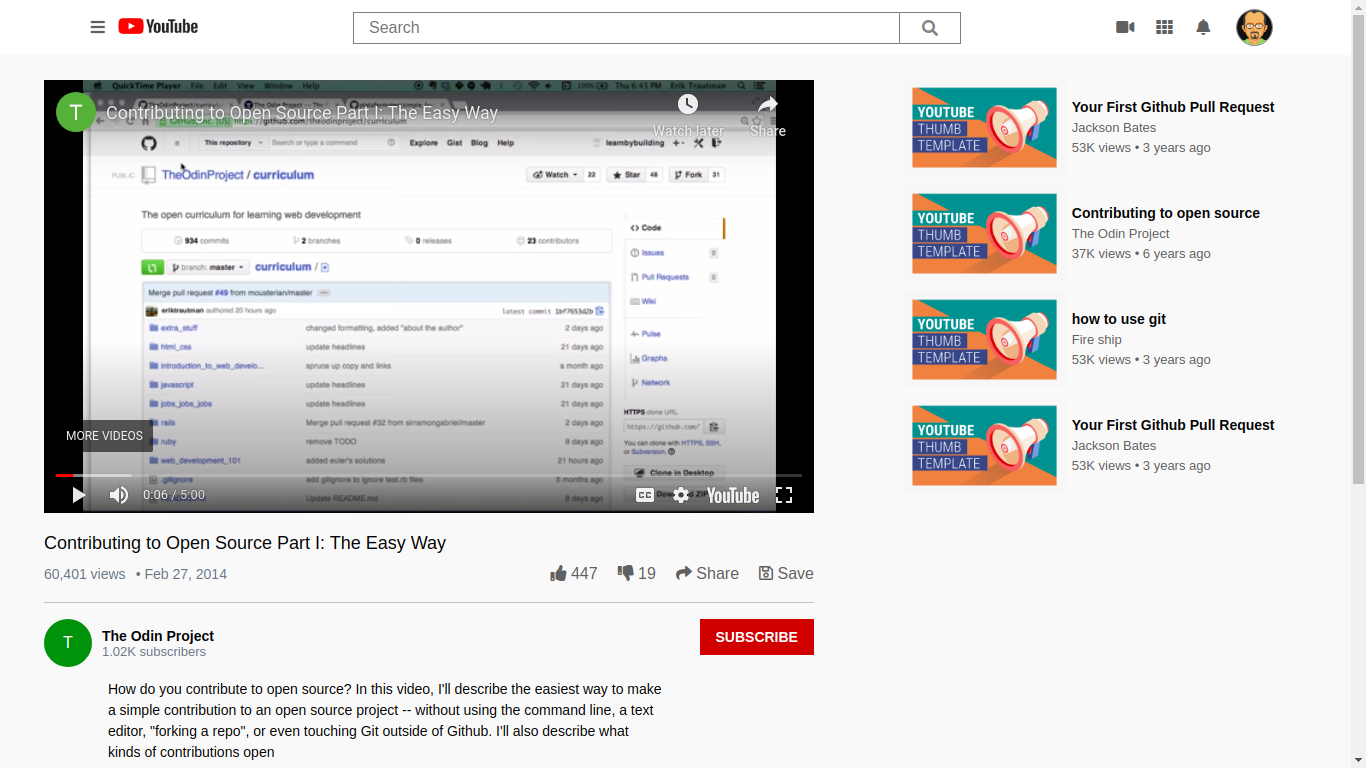 YouTube
Search
QuickTime Player File Edit View Window Help
100% Thu 6:43 PM Erik Trautman
T
Contributing to Open Source Part I: The Easy Way
Watch later
Share
This repository
Search or type a command
Explore Gist Blog Help
learnbybuilding
PUBLIC
TheOdinProject / curriculum
Watch 22
Star 48
Fork 31
The open curriculum for learning web development
934 commits
2 branches
0 releases
23 contributors
branch: master
curriculum /
Merge pull request #49 from mousterian/master
eriktrautman authored 20 hours ago
latest commit 1bf7653d2b
extra_stuff changed formatting, added "about the author" 2 days ago
html_css update headlines 21 days ago
introduction_to_web_develo... spruce up copy and links a month ago
javascript update headlines 21 days ago
jobs_jobs_jobs update headlines 21 days ago
rails Merge pull request #32 from sirramongabriel/master 2 days ago
ruby remove TODO 8 days ago
web_development_101 added euler's solutions 21 hours ago
.gitignore add gitignore to ignore test.rb files 5 months ago
Update README.md 8 days ago
Code
Issues 0
Pull Requests 0
Wiki
Pulse
Graphs
Network
HTTPS clone URL
https://github.com/
You can clone with HTTPS, SSH,
or Subversion.
Clone in Desktop
MORE VIDEOS
0:06 / 5:00
CC
YouTube
Contributing to Open Source Part I: The Easy Way
60,401 views • Feb 27, 2014
447
19
Share
Save
T
The Odin Project
1.02K subscribers
SUBSCRIBE
How do you contribute to open source? In this video, I'll describe the easiest way to make
a simple contribution to an open source project -- without using the command line, a text
editor, "forking a repo", or even touching Git outside of Github. I'll also describe what
kinds of contributions open
YOUTUBE
THUMB
TEMPLATE
Your First Github Pull Request
Jackson Bates
53K views • 3 years ago
YOUTUBE
THUMB
TEMPLATE
Contributing to open source
The Odin Project
37K views • 6 years ago
YOUTUBE
THUMB
TEMPLATE
how to use git
Fire ship
53K views • 3 years ago
YOUTUBE
THUMB
TEMPLATE
Your First Github Pull Request
Jackson Bates
53K views • 3 years ago